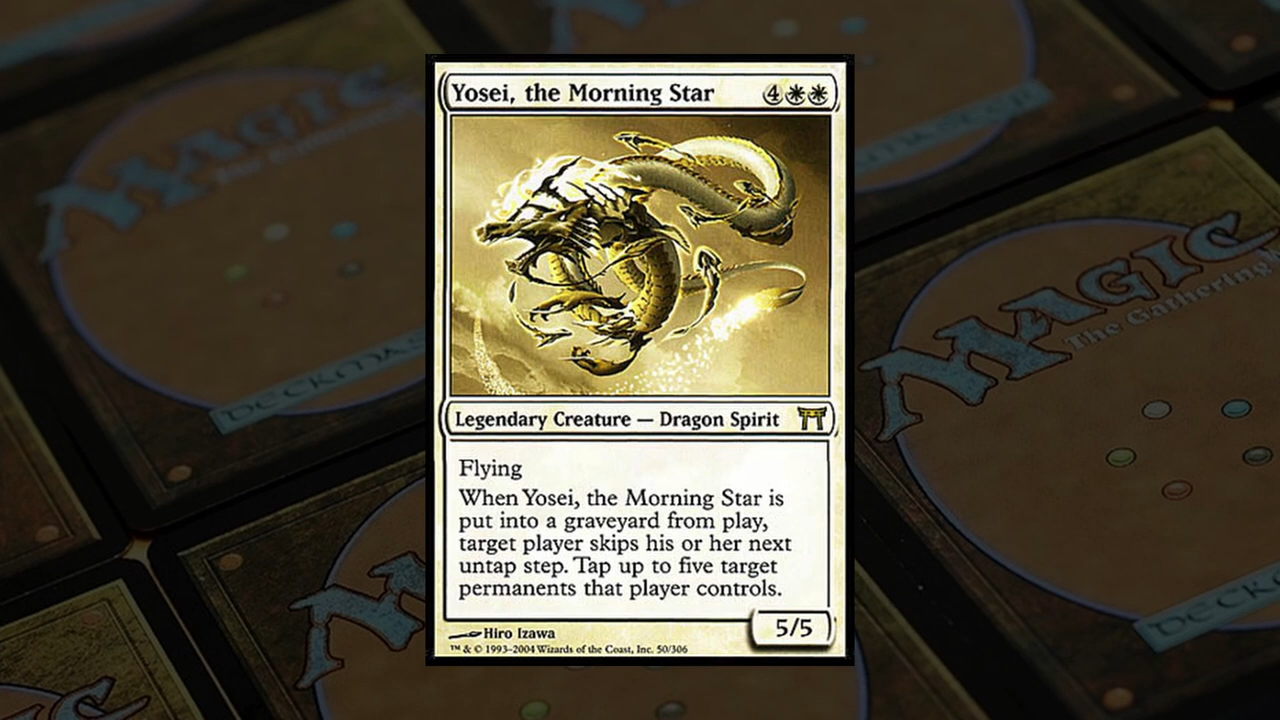 Yosei, the Morning Star 4
Legendary Creature — Dragon Spirit
Flying
When Yosei, the Morning Star is
put into a graveyard from play,
target player skips his or her next
untap step. Tap up to five target
permanents that player controls.
5/5
Hiro Izawa
™ & © 1993–2004 Wizards of the Coast, Inc. 50/306
MAGIC
DECKMAS
MAGIC
The Gathering
DECKMASTER